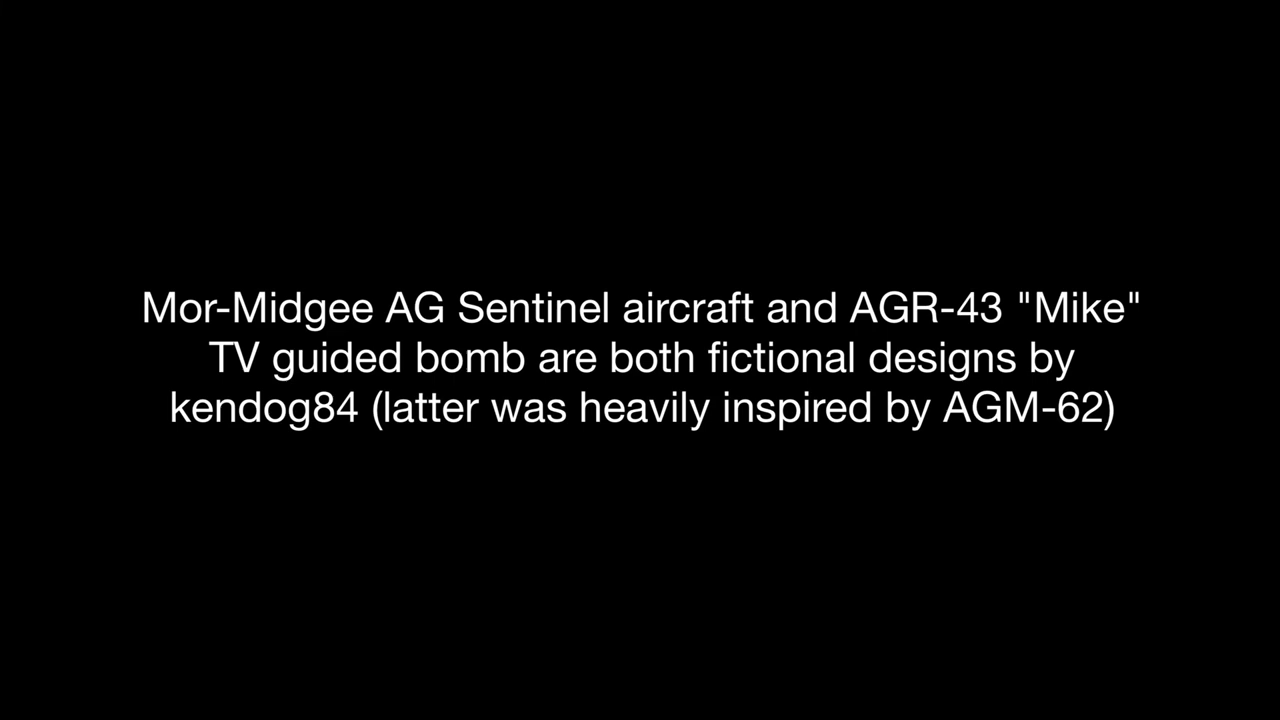 Mor-Midgee AG Sentinel aircraft and AGR-43 "Mike"
TV guided bomb are both fictional designs by
kendog84 (latter was heavily inspired by AGM-62)